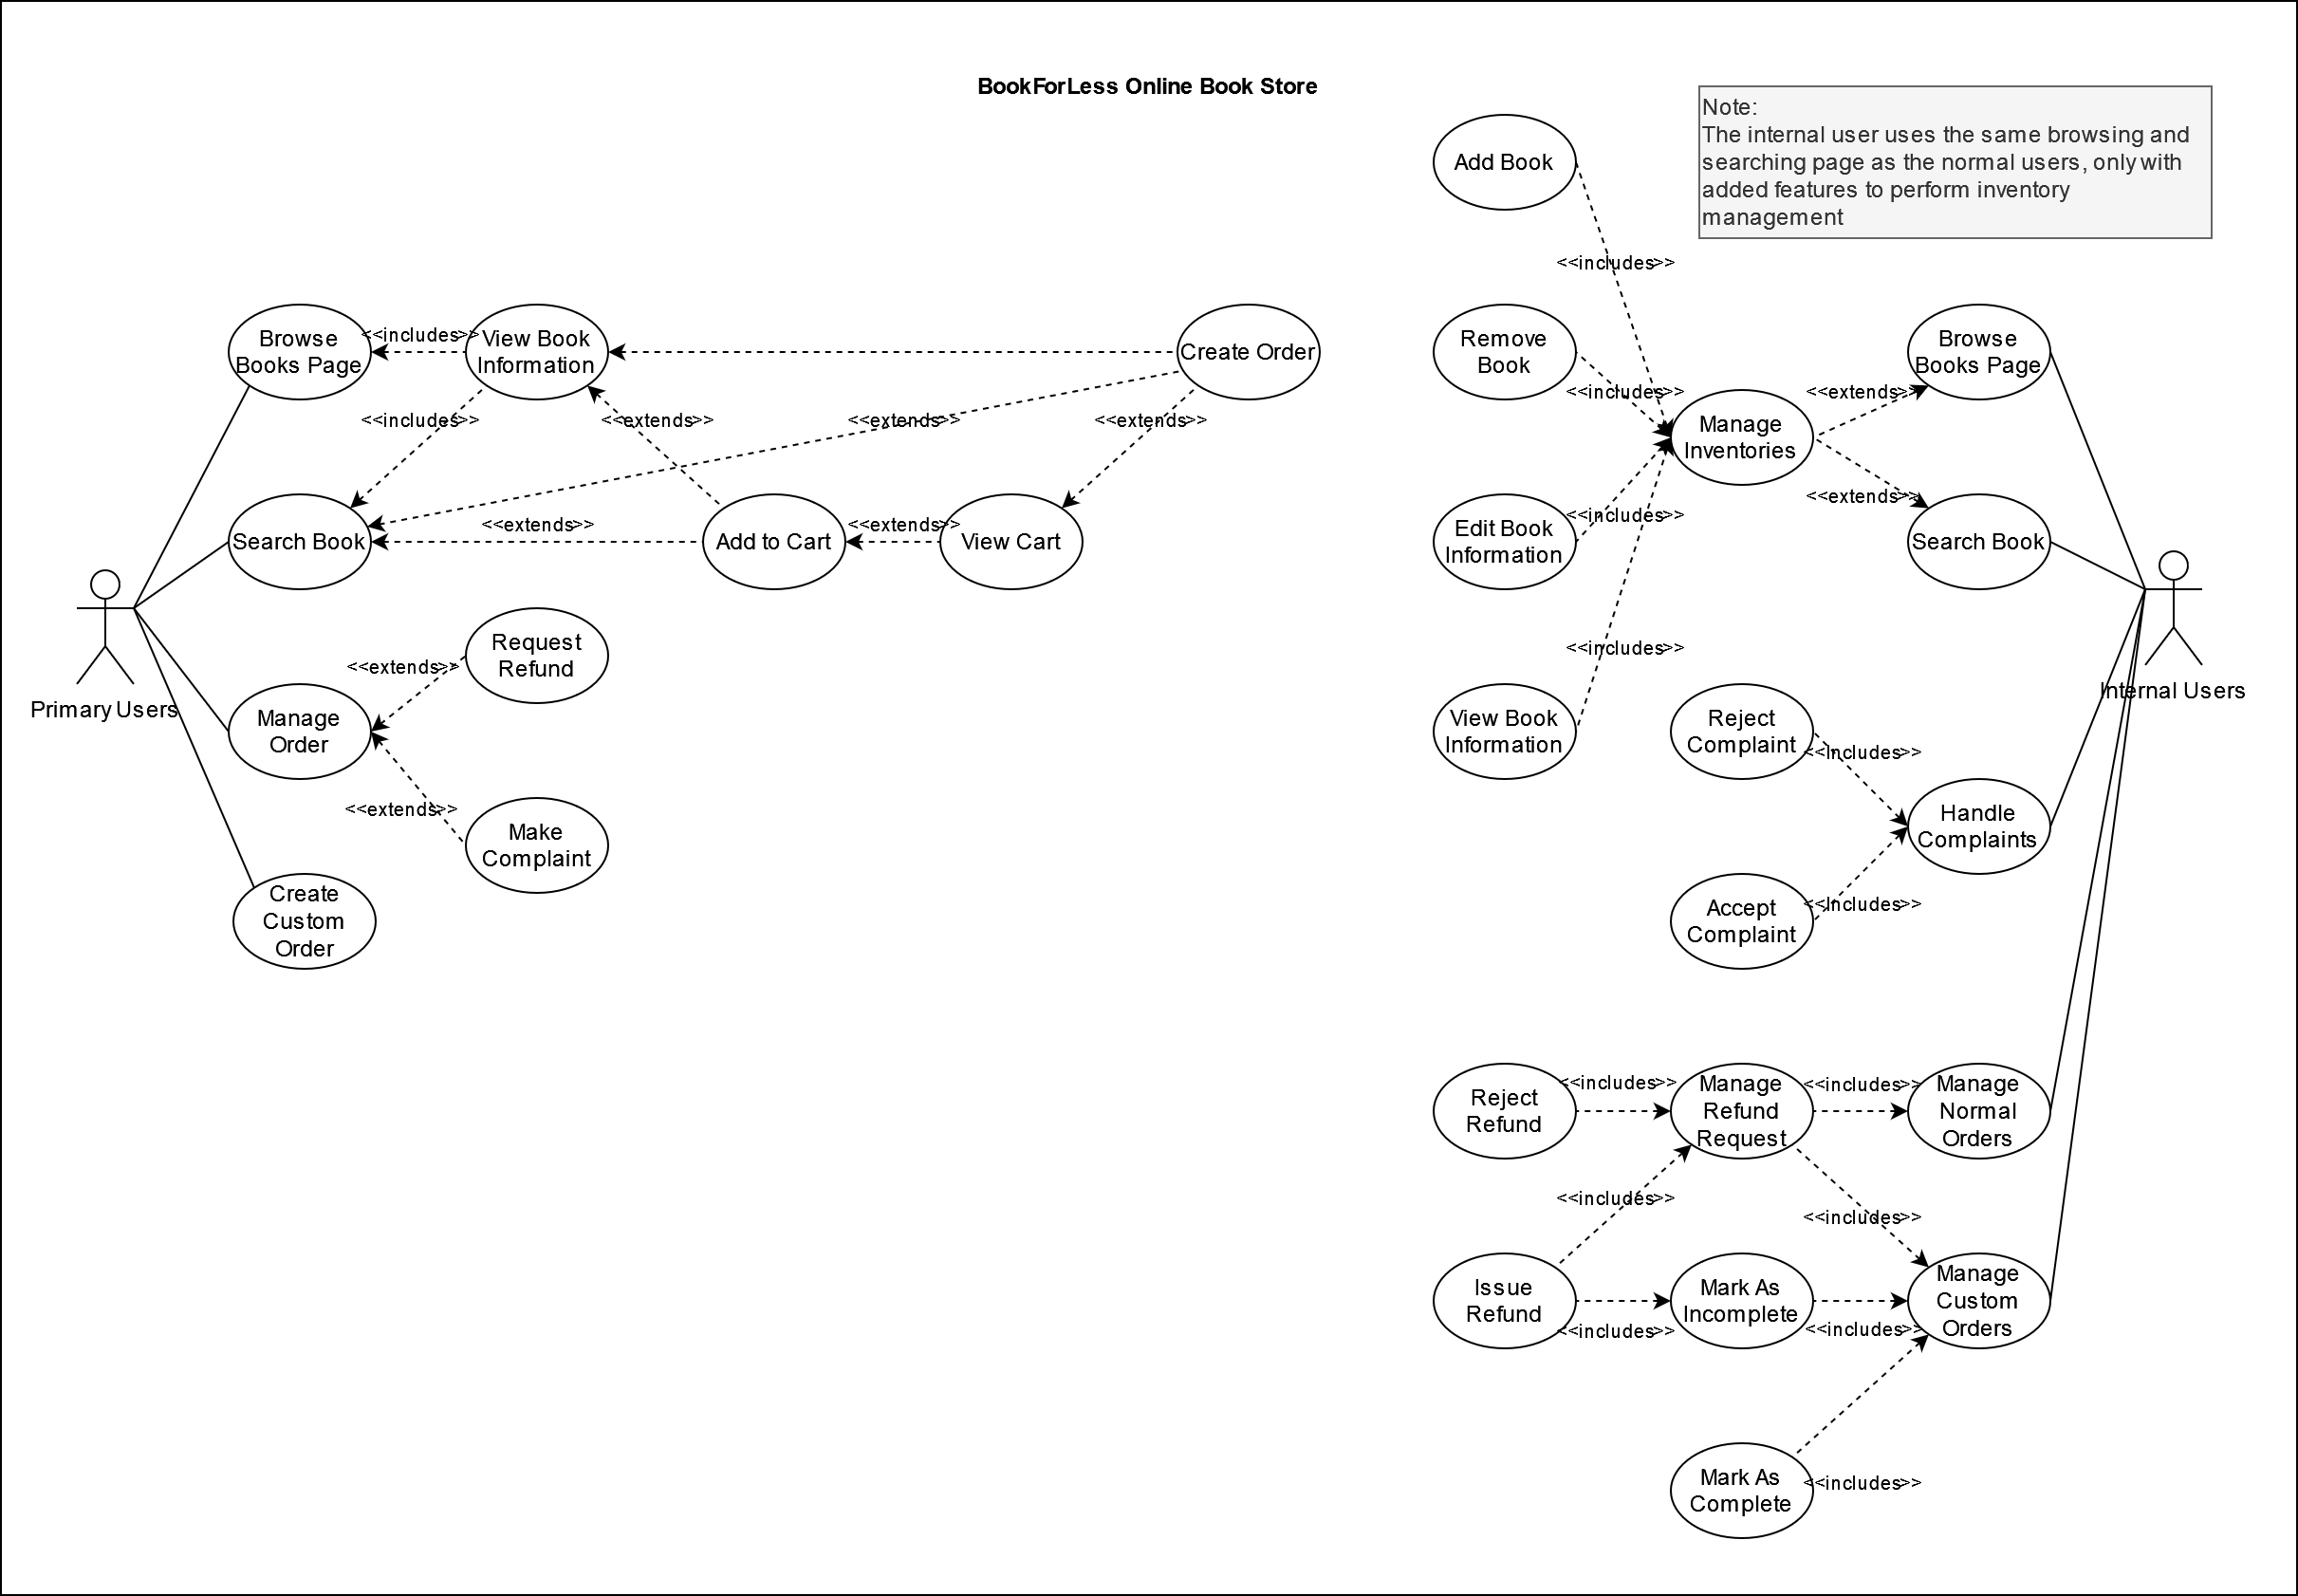 BookForLess Online Book Store
Note:
The internal user uses the same browsing and
searching page as the normal users, only with
added features to perform inventory
management
Primary Users
Browse
Books Page
<<includes>>
View Book
Information
Create Order
<<includes>>
<<extends>>
<<extends>>
<<extends>>
Search Book
<<extends>>
Add to Cart
<<extends>>
View Cart
Request
Refund
<<extends>>
Manage
Order
<<extends>>
Make
Complaint
Create
Custom
Order
Add Book
<<includes>>
Remove
Book
<<includes>>
Manage
Inventories
<<extends>>
Browse
Books Page
Edit Book
Information
<<includes>>
<<extends>>
Search Book
<<includes>>
View Book
Information
Internal Users
Reject
Complaint
<<includes>>
Handle
Complaints
Accept
Complaint
<<includes>>
Reject
Refund
<<includes>>
Manage
Refund
Request
<<includes>>
Manage
Normal
Orders
<<includes>>
<<includes>>
Issue
Refund
<<includes>>
Mark As
Incomplete
<<includes>>
Manage
Custom
Orders
Mark As
Complete
<<includes>>